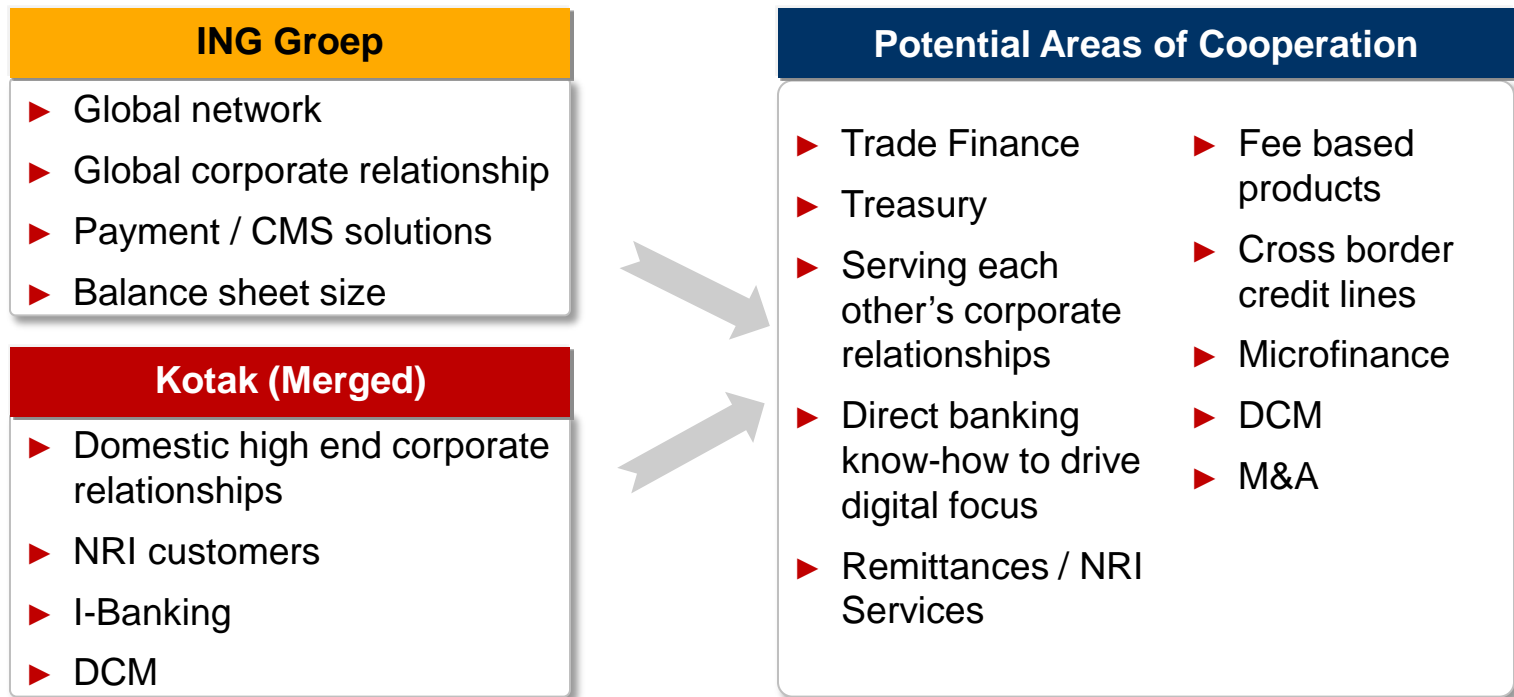 ING Groep
► Global network
► Global corporate relationship
► Payment / CMS solutions
► Balance sheet size
Kotak (Merged)
► Domestic high end corporate
relationships
► NRI customers
► I-Banking
► DCM
Potential Areas of Cooperation
► Trade Finance
► Treasury
► Serving each
other’s corporate
relationships
► Direct banking
know-how to drive
digital focus
► Remittances / NRI
Services
► Fee based
products
► Cross border
credit lines
► Microfinance
► DCM
► M&A